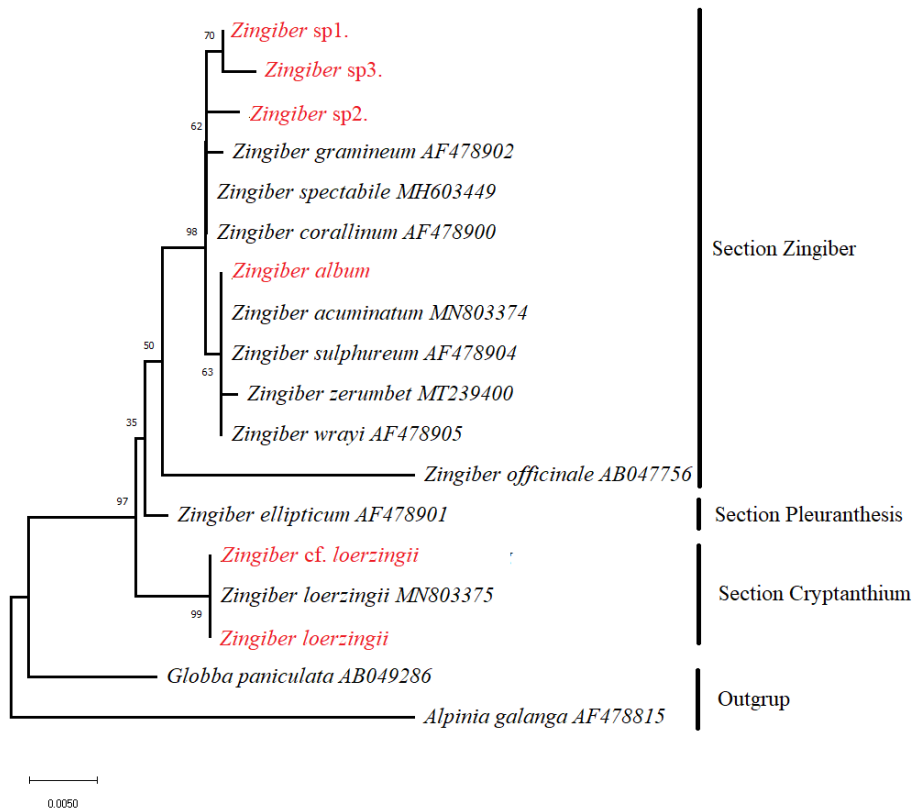 70
Zingiber sp1.
Zingiber sp3.
Zingiber sp2.
62
Zingiber gramineum AF478902
Zingiber spectabile MH603449
98
Zingiber corallinum AF478900
Section Zingiber
Zingiber album
Zingiber acuminatum MN803374
50
Zingiber sulphureum AF478904
63
Zingiber zerumbet MT239400
35
Zingiber wrayi AF478905
Zingiber officinale AB047756
97
Zingiber ellipticum AF478901
Section Pleuranthesis
Zingiber cf. loerzingii
Zingiber loerzingii MN803375
Section Cryptanthium
99
Zingiber loerzingii
Globba paniculata AB049286
Outgrup
Alpinia galanga AF478815
0.0050